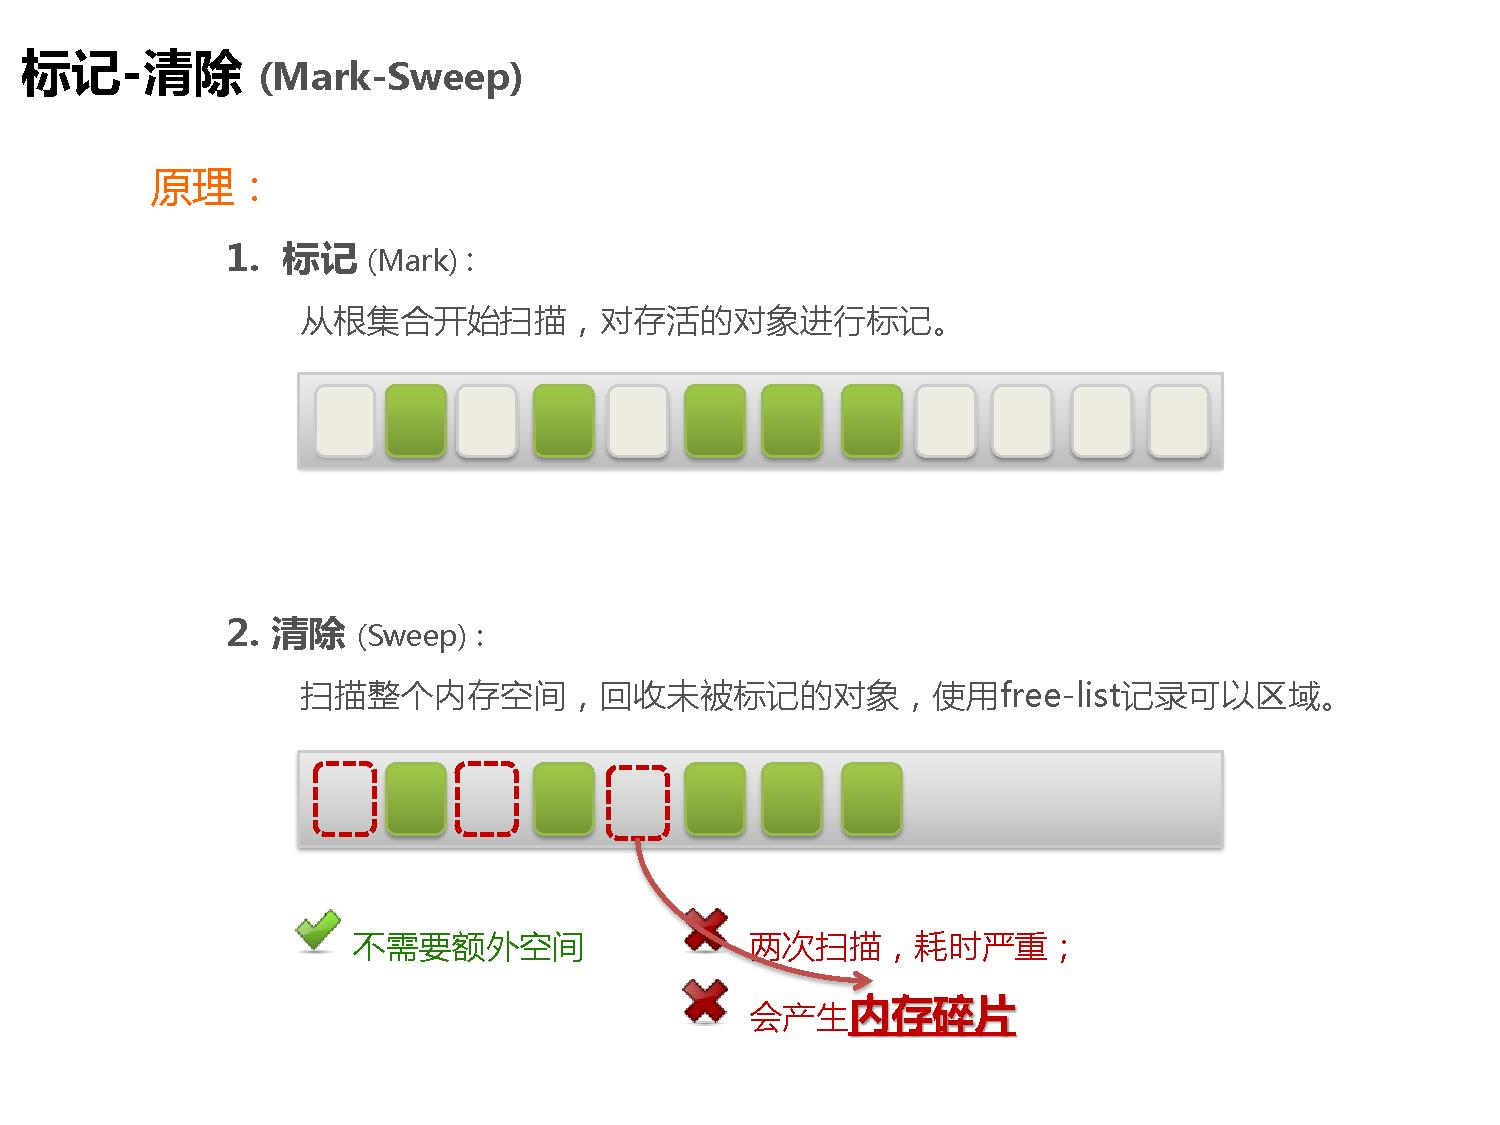 标记-清除 (Mark-Sweep)
原理：
1. 标记 (Mark)：
从根集合开始扫描，对存活的对象进行标记。
2. 清除 (Sweep)：
扫描整个内存空间，回收未被标记的对象，使用free-list记录可以区域。
不需要额外空间
两次扫描，耗时严重；
会产生内存碎片